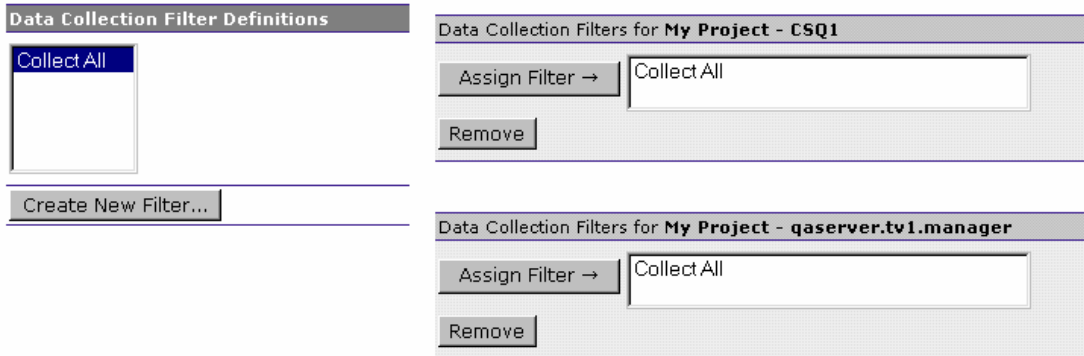 Data Collection Filter Definitions
Collect All
Create New Filter...
Data Collection Filters for My Project - CSQ1
Assign Filter →
Collect All
Remove
Data Collection Filters for My Project - qaserver.tv1.manager
Assign Filter →
Collect All
Remove